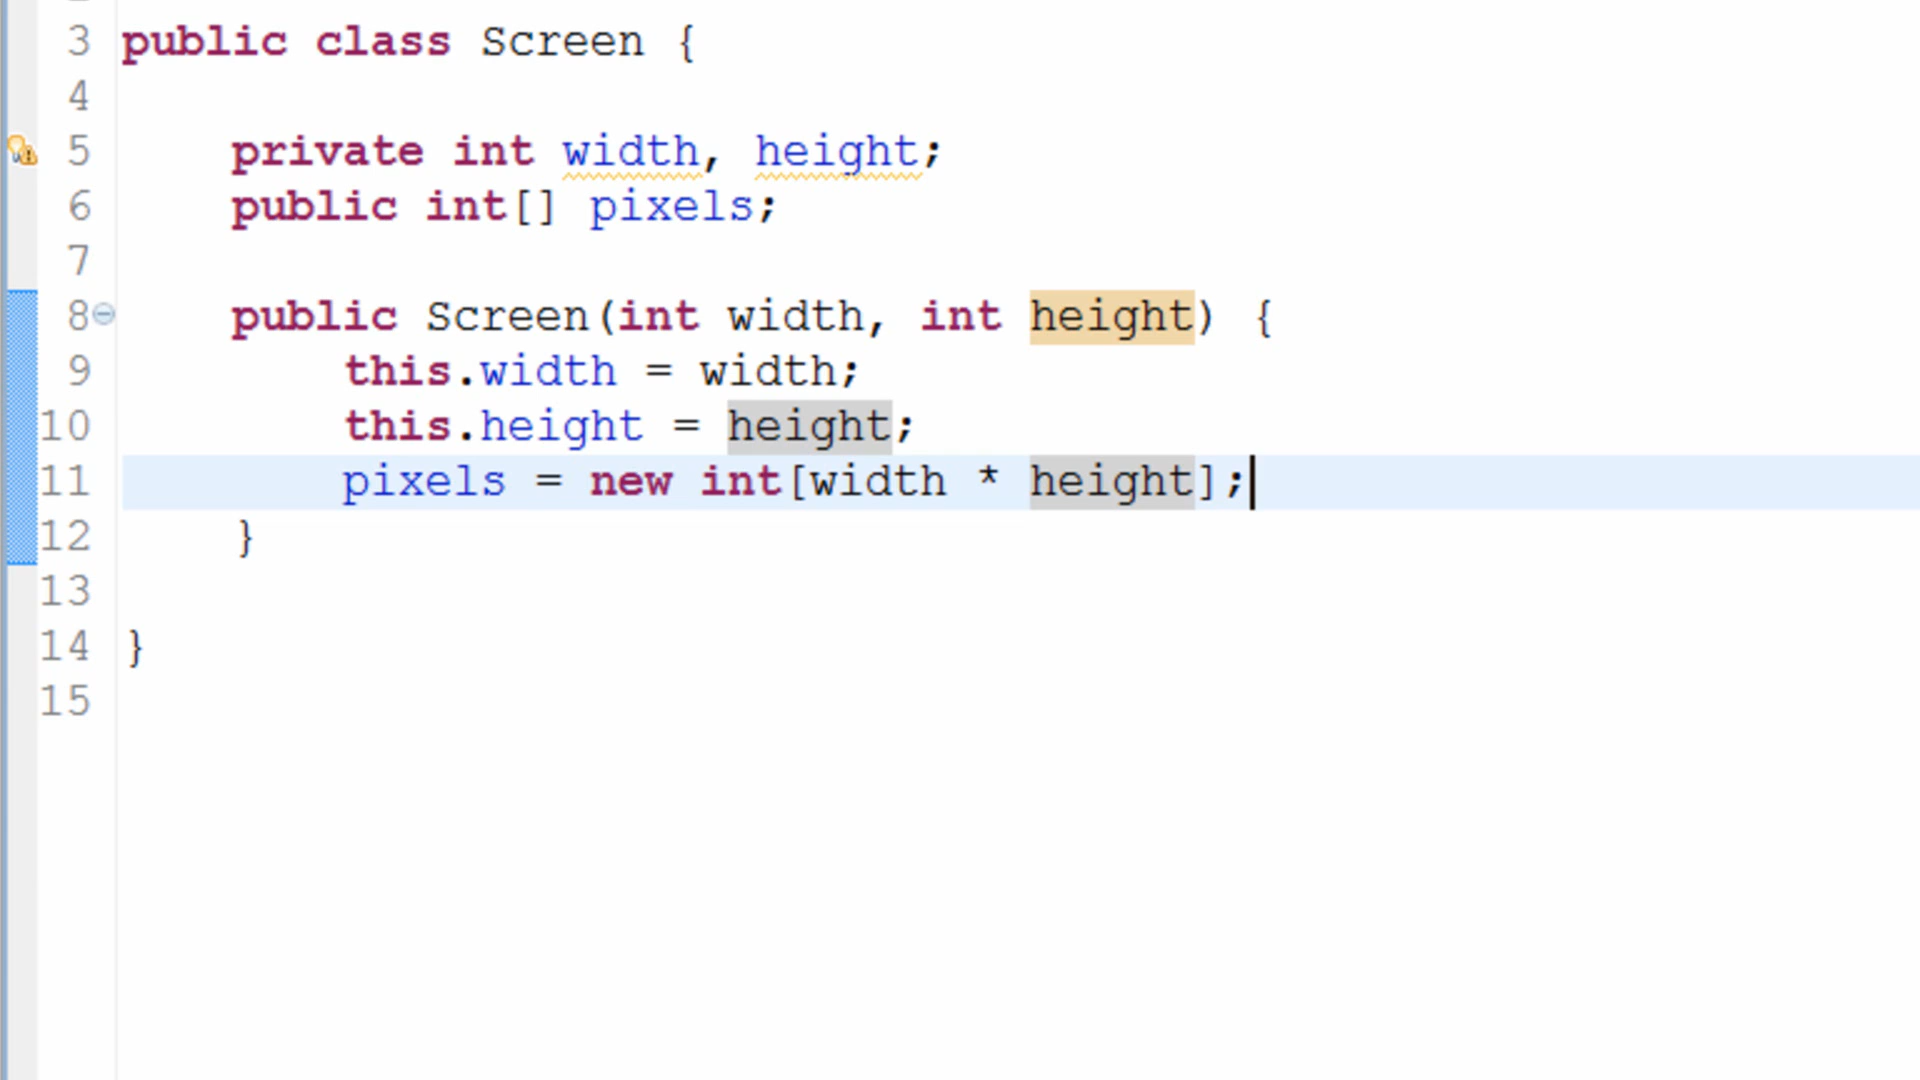 3 public class Screen {
4
5 private int width, height;
6 public int[] pixels;
7
8 public Screen(int width, int height) {
9 this.width = width;
10 this.height = height;
11 pixels = new int[width * height];
12 }
13
14 }
15